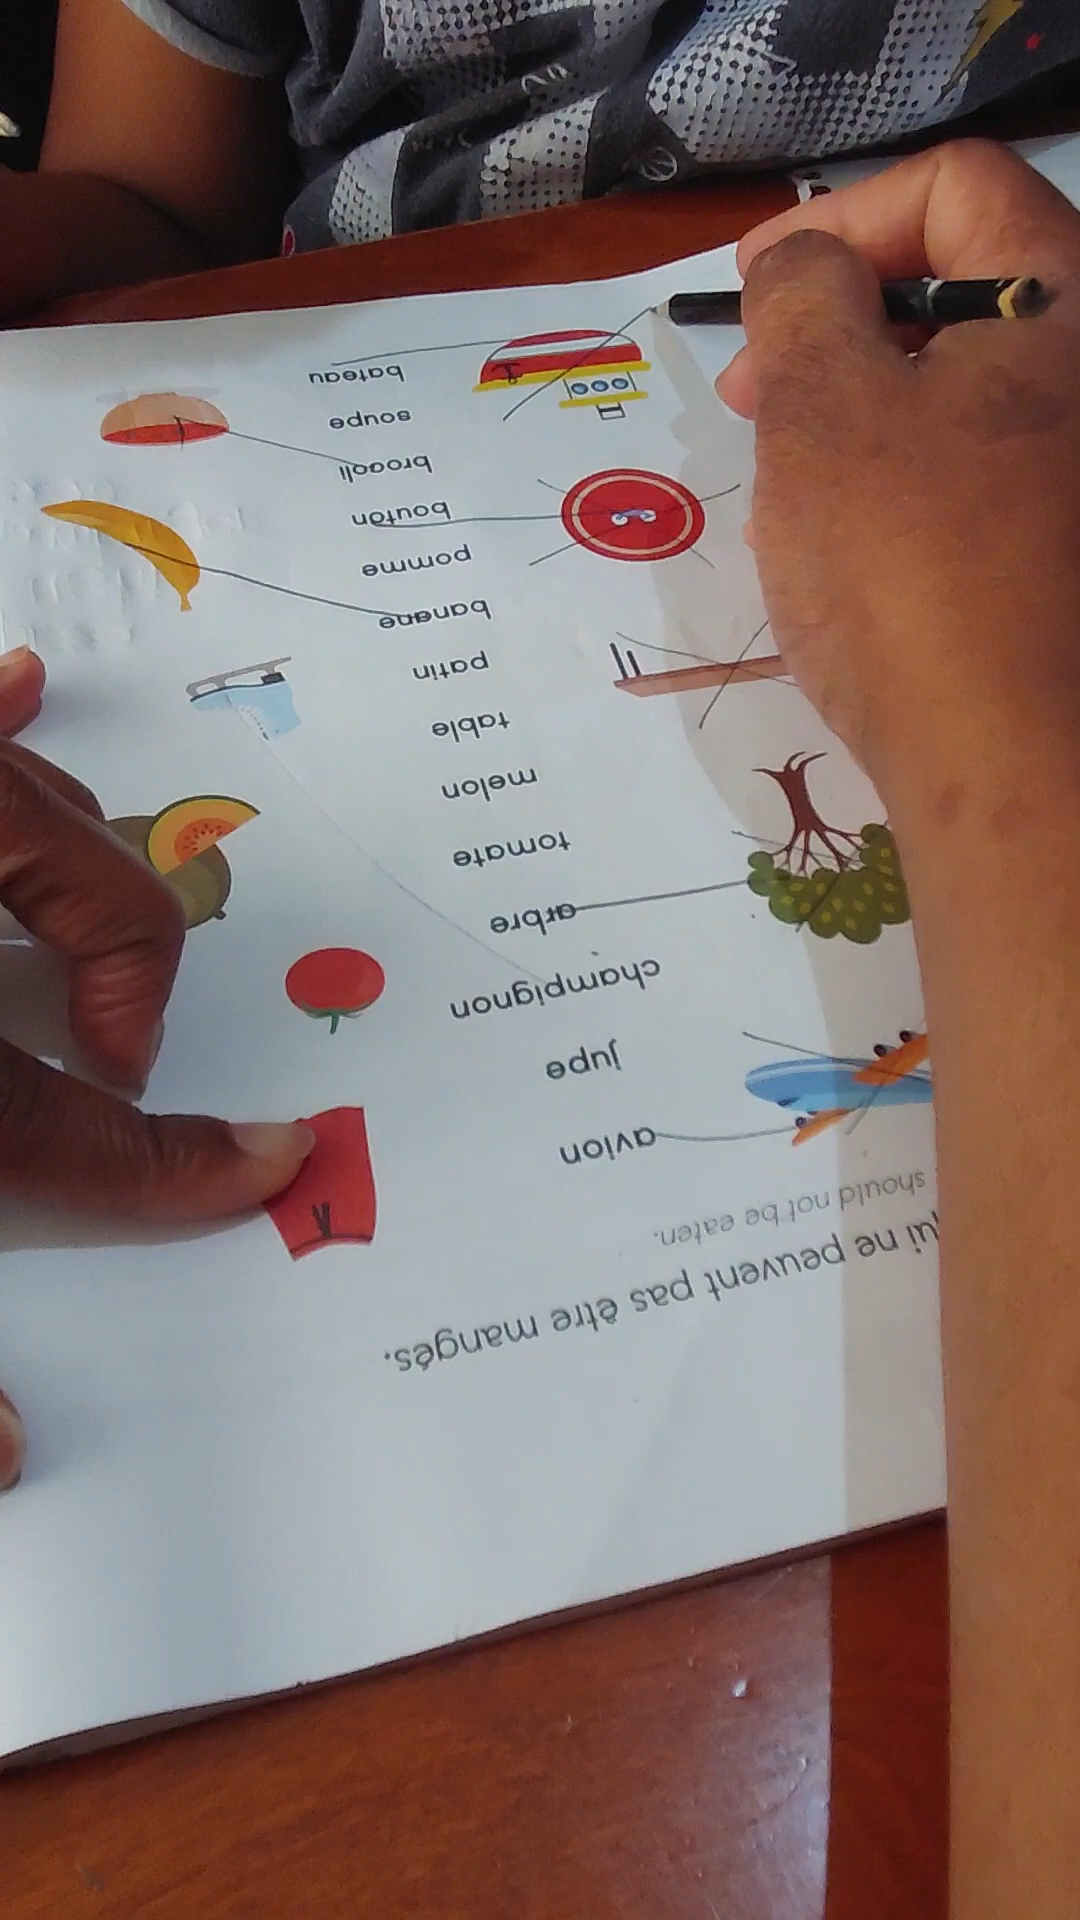 ui ne peuvent pas être mangés.
should not be eaten.
avion
jupe
champignon
arbre
tomate
melon
table
patin
banane
pomme
bouton
brocoli
soupe
bateau